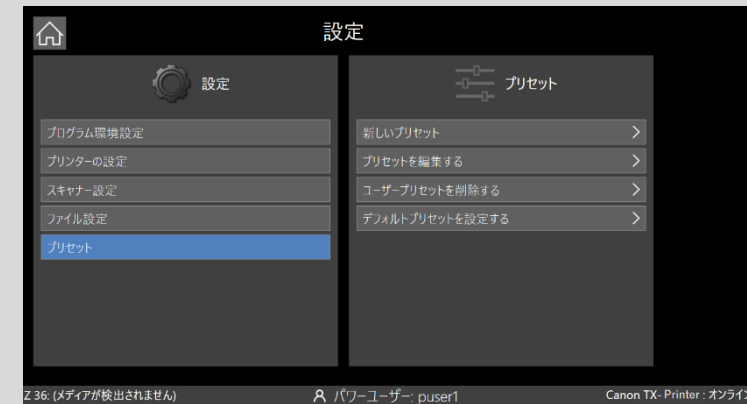 設定
設定
プログラム環境設定
プリンターの設定
スキャナー設定
ファイル設定
プリセット
プリセット
新しいプリセット
プリセットを編集する
ユーザープリセットを削除する
デフォルトプリセットを設定する
Z 36: (メディアが検出されません)
パワーユーザー: puser1
Canon TX- Printer : オンライン